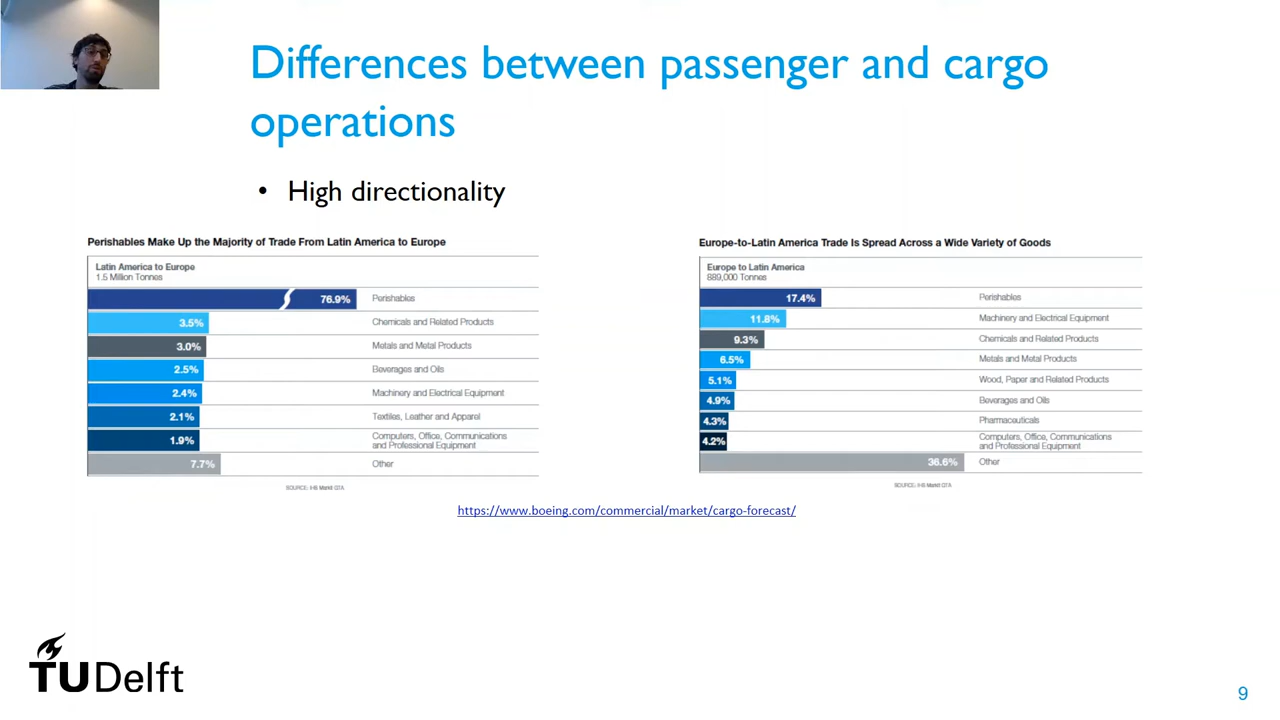 Differences between passenger and cargo
operations
• High directionality
Perishables Make Up the Majority of Trade From Latin America to Europe
Latin America to Europe
1.5 Million Tonnes
76.9% Perishables
3.5% Chemicals and Related Products
3.0% Metals and Metal Products
2.5% Beverages and Oils
2.4% Machinery and Electrical Equipment
2.1% Textiles, Leather and Apparel
1.9% Computers, Office, Communications
and Professional Equipment
7.7% Other
SOURCE: IHS Markit GTA
Europe-to-Latin America Trade Is Spread Across a Wide Variety of Goods
Europe to Latin America
889,000 Tonnes
17.4% Perishables
11.8% Machinery and Electrical Equipment
9.3% Chemicals and Related Products
6.5% Metals and Metal Products
5.1% Wood, Paper and Related Products
4.9% Beverages and Oils
4.3% Pharmaceuticals
4.2% Computers, Office, Communications
and Professional Equipment
36.6% Other
SOURCE: IHS Markit GTA
https://www.boeing.com/commercial/market/cargo-forecast/
TU Delft
9